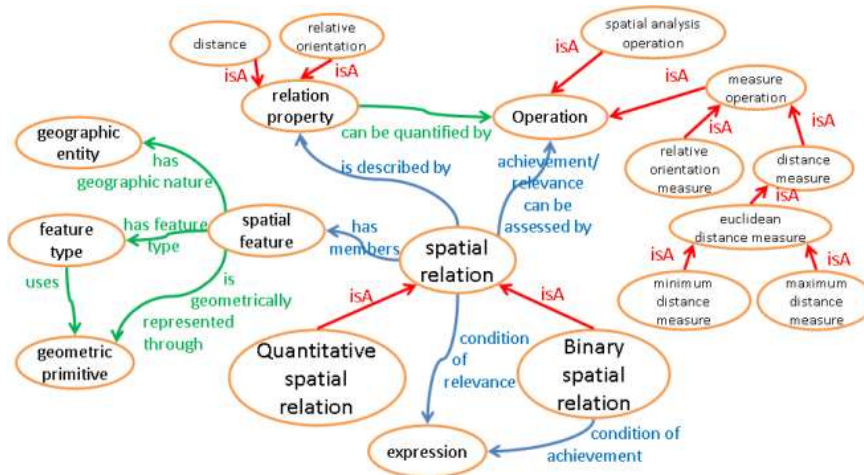 spatial analysis
operation
distance
relative
orientation
isA
isA
isA
isA
measure
operation
relation
property
can be quantified by
Operation
isA
isA
geographic
entity
has
geographic nature
is described by
achievement/
relevance
can be
assessed by
relative
orientation
measure
distance
measure
isA
feature
type
has feature
type
spatial
feature
has
members
spatial
relation
euclidean
distance measure
uses
is
geometrically
represented
through
isA
isA
isA
isA
minimum
distance
measure
maximum
distance
measure
geometric
primitive
Quantitative
spatial
relation
condition
of
relevance
Binary
spatial
relation
expression
condition of
achievement